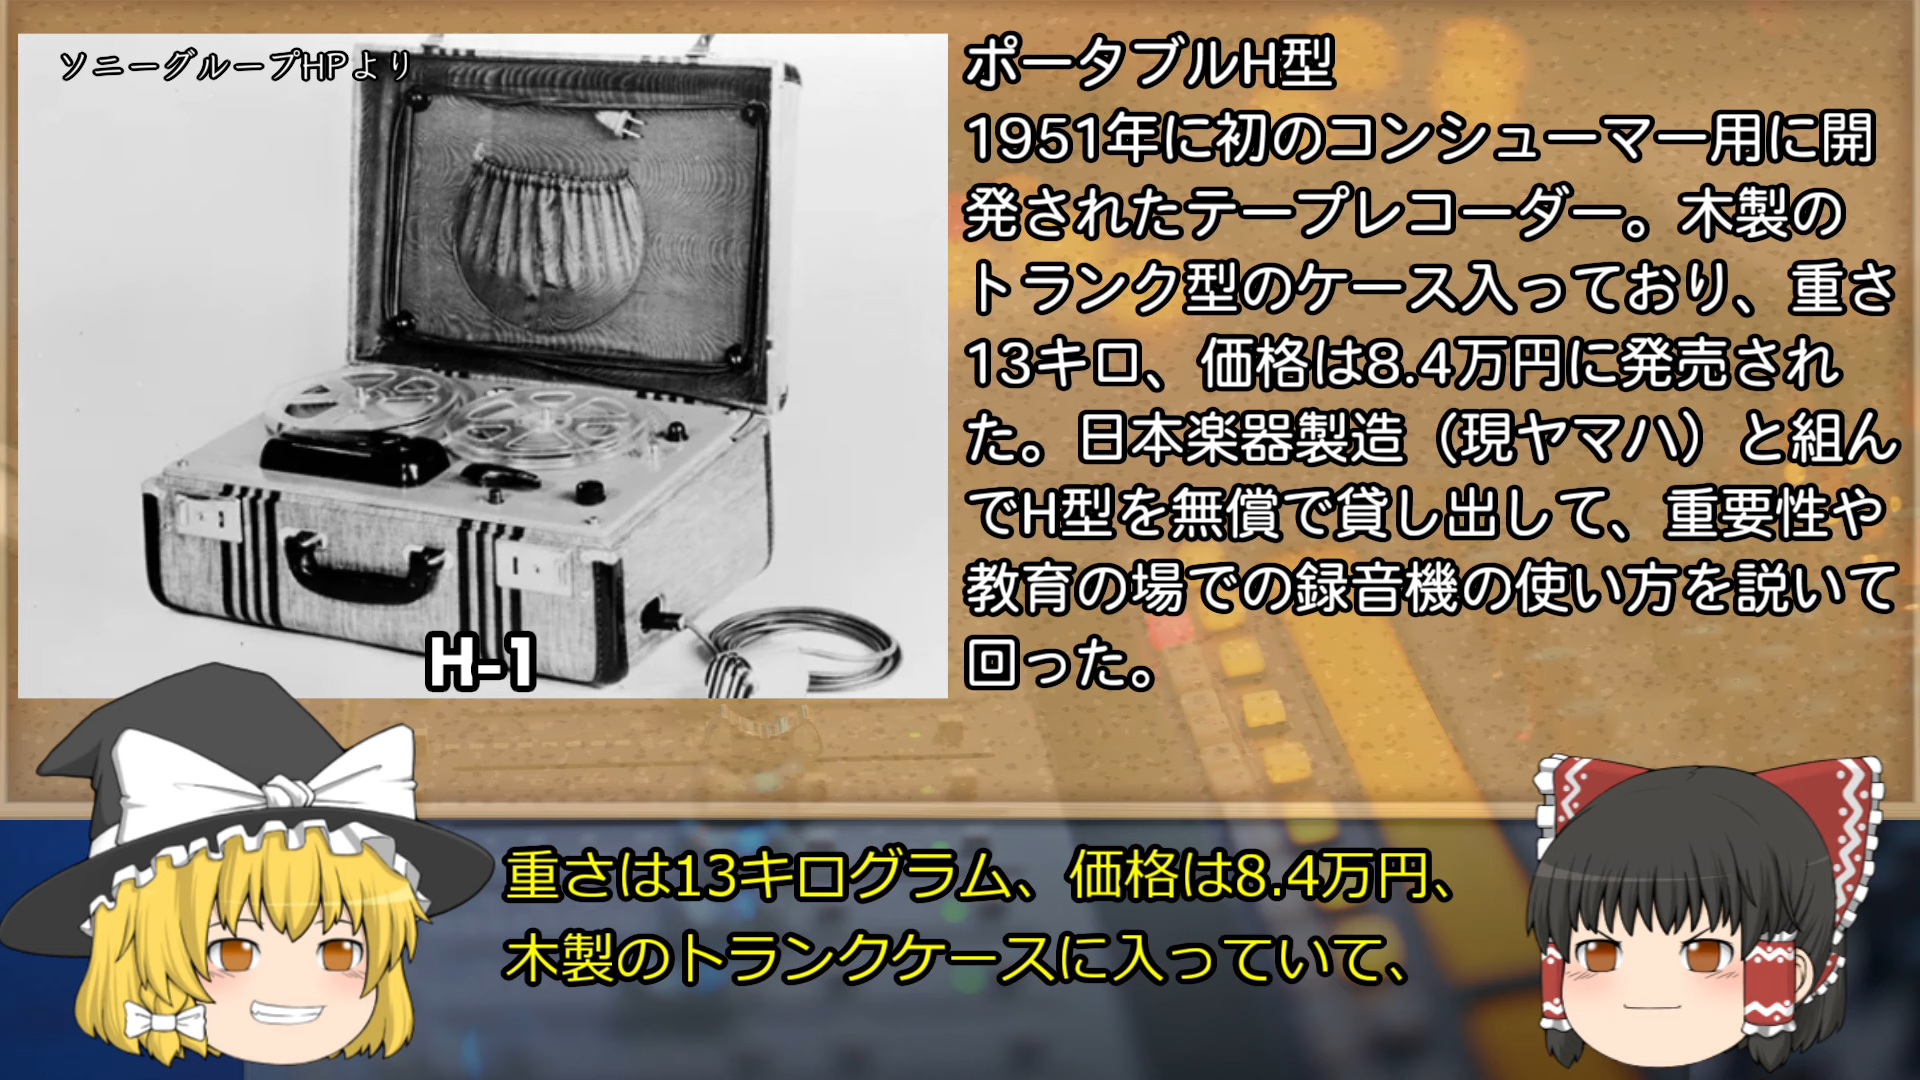 ソニーグループHPより
H-1
ポータブルH型
1951年に初のコンシューマー用に開
発されたテープレコーダー。木製の
トランク型のケース入っており、重さ
13キロ、価格は8.4万円に発売され
た。日本楽器製造（現ヤマハ）と組ん
でH型を無償で貸し出して、重要性や
教育の場での録音機の使い方を説いて
回った。
重さは13キログラム、価格は8.4万円、
木製のトランクケースに入っていて、